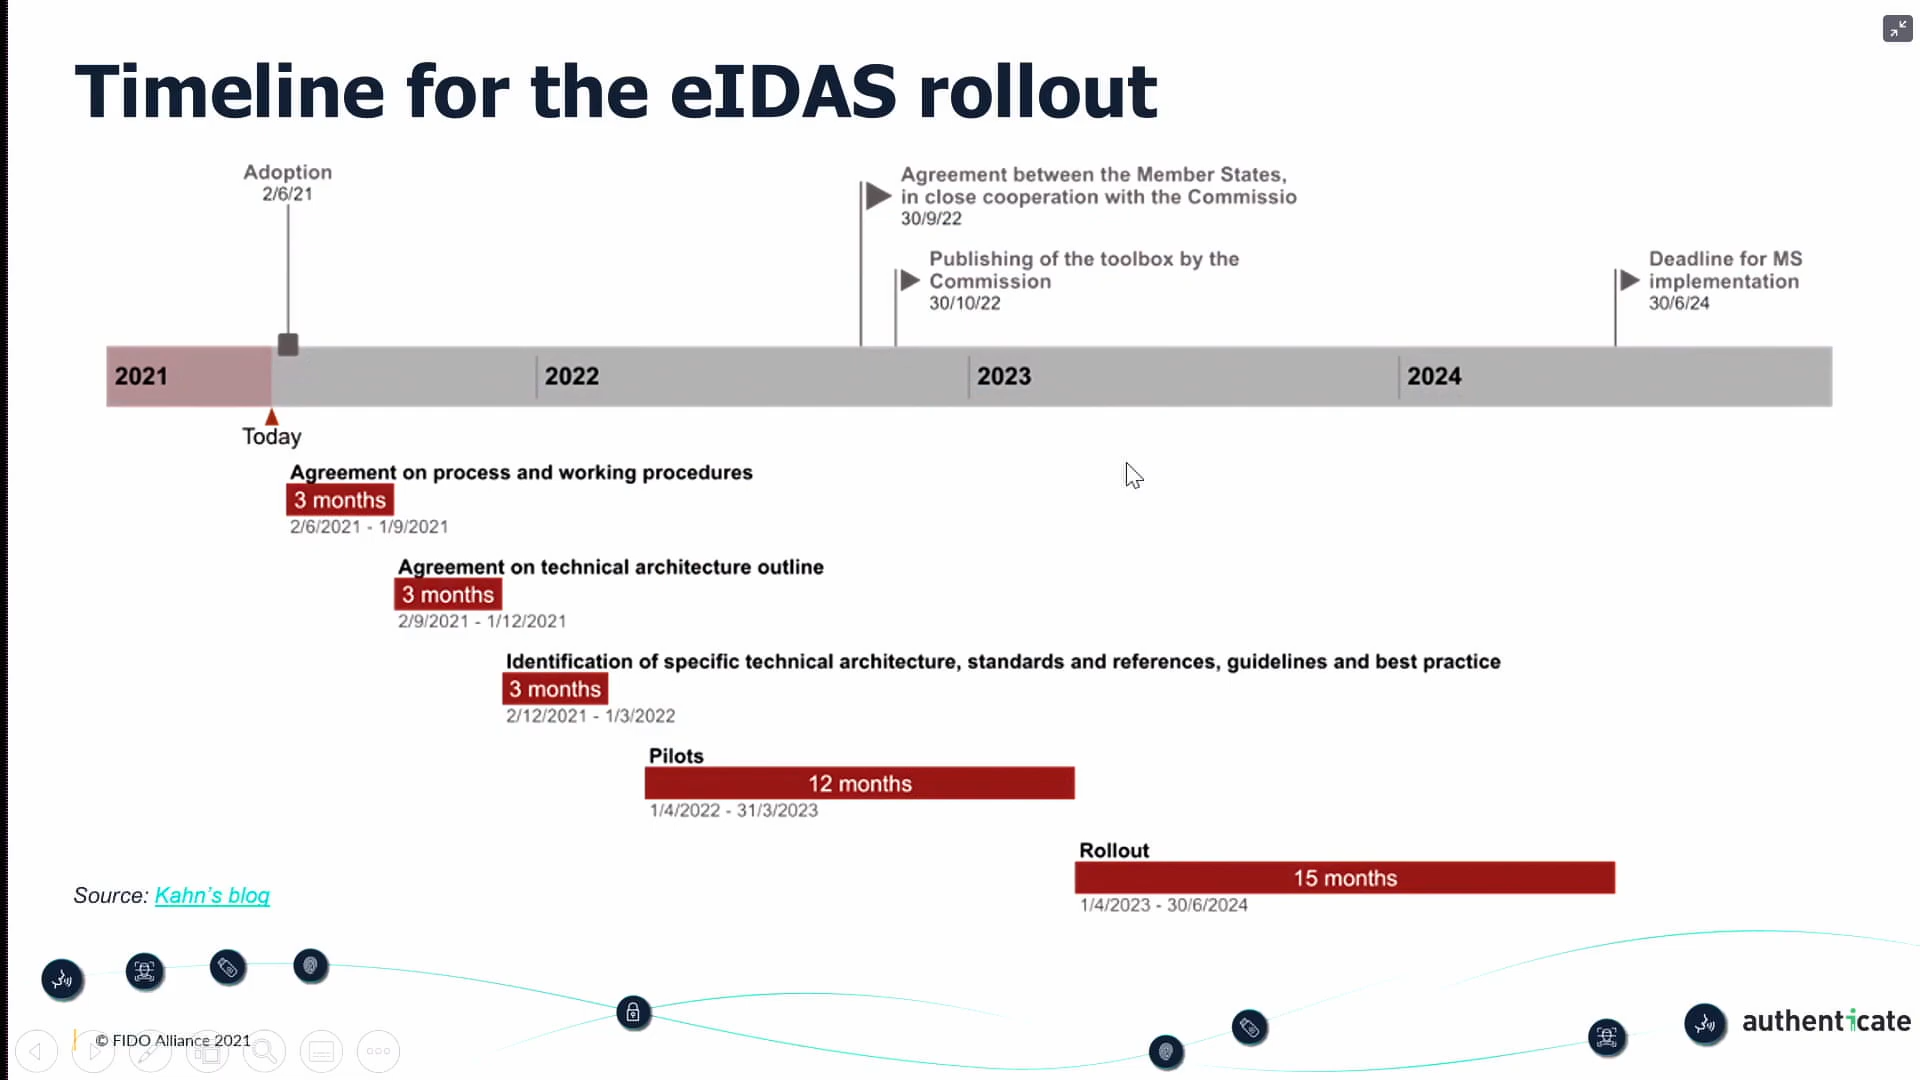 Timeline for the eIDAS rollout
Adoption
2/6/21
Agreement between the Member States,
in close cooperation with the Commissio
30/9/22
Publishing of the toolbox by the
Commission
30/10/22
Deadline for MS
implementation
30/6/24
2021
2022
2023
2024
Today
Agreement on process and working procedures
3 months
2/6/2021 - 1/9/2021
Agreement on technical architecture outline
3 months
2/9/2021 - 1/12/2021
Identification of specific technical architecture, standards and references, guidelines and best practice
3 months
2/12/2021 - 1/3/2022
Pilots
12 months
1/4/2022 - 31/3/2023
Rollout
15 months
1/4/2023 - 30/6/2024
Source: Kahn's blog
© FIDO Alliance 2021
authenticate